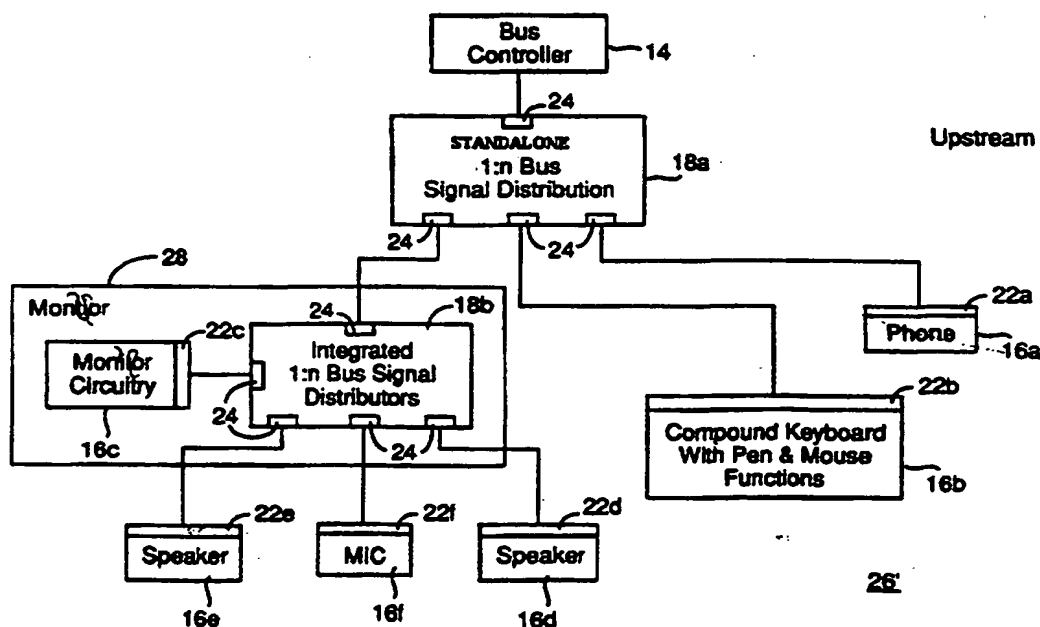 Bus
Controller
14
24
STANDALONE
1:n Bus
Signal Distribution
18a
Upstream
24
24
28
Monitor
22c
24
18b
22a
Phone
16a
Monitor
Circuitry
Integrated
1:n Bus Signal
Distributors
24
16c
24
22b
Compound Keyboard
With Pen & Mouse
Functions
16b
22e
22f
22d
Speaker
MIC
Speaker
16e
16f
16d
26'